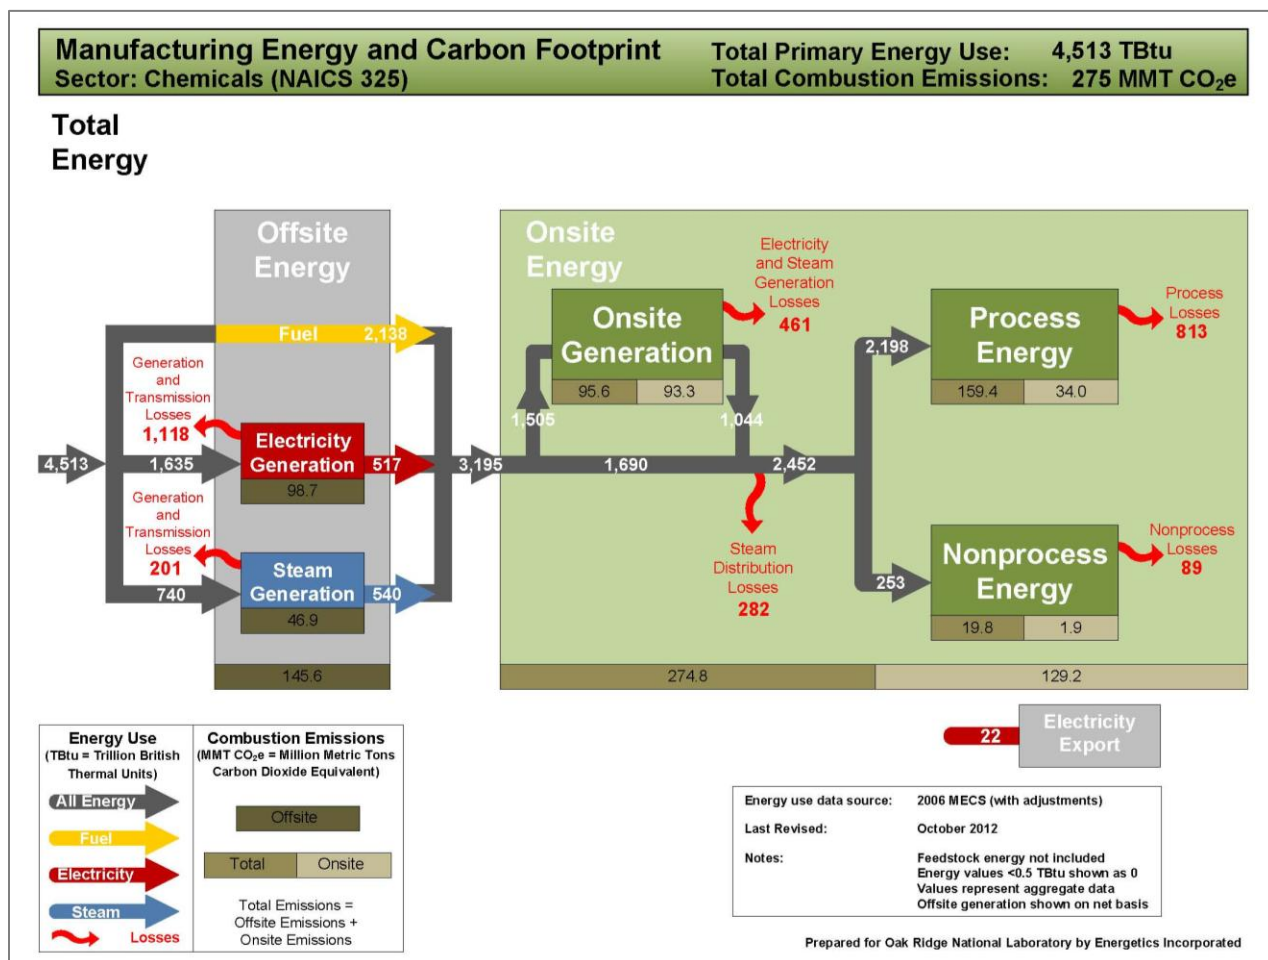 Manufacturing Energy and Carbon Footprint
Sector: Chemicals (NAICS 325)
Total Primary Energy Use: 4,513 TBtu
Total Combustion Emissions: 275 MMT CO₂e
Total
Energy
Offsite
Energy
Fuel
2,138
Generation
and
Transmission
Losses
1,118
4,513
1,635
Electricity
Generation
517
98.7
Generation
and
Transmission
Losses
201
740
Steam
Generation
540
46.9
145.6
3,195
Onsite
Energy
Onsite
Generation
95.6
93.3
Electricity
and Steam
Generation
Losses
461
1,505
1,044
1,690
2,452
Steam
Distribution
Losses
282
2,198
Process
Energy
159.4
34.0
Process
Losses
813
253
Nonprocess
Energy
19.8
1.9
Nonprocess
Losses
89
274.8
129.2
22
Electricity
Export
Energy Use
(TBtu = Trillion British
Thermal Units)
All Energy
Fuel
Electricity
Steam
Losses
Combustion Emissions
(MMT CO₂e = Million Metric Tons
Carbon Dioxide Equivalent)
Offsite
Total
Onsite
Total Emissions =
Offsite Emissions +
Onsite Emissions
Energy use data source: 2006 MECS (with adjustments)
Last Revised: October 2012
Notes: Feedstock energy not included
Energy values <0.5 TBtu shown as 0
Values represent aggregate data
Offsite generation shown on net basis
Prepared for Oak Ridge National Laboratory by Energetics Incorporated